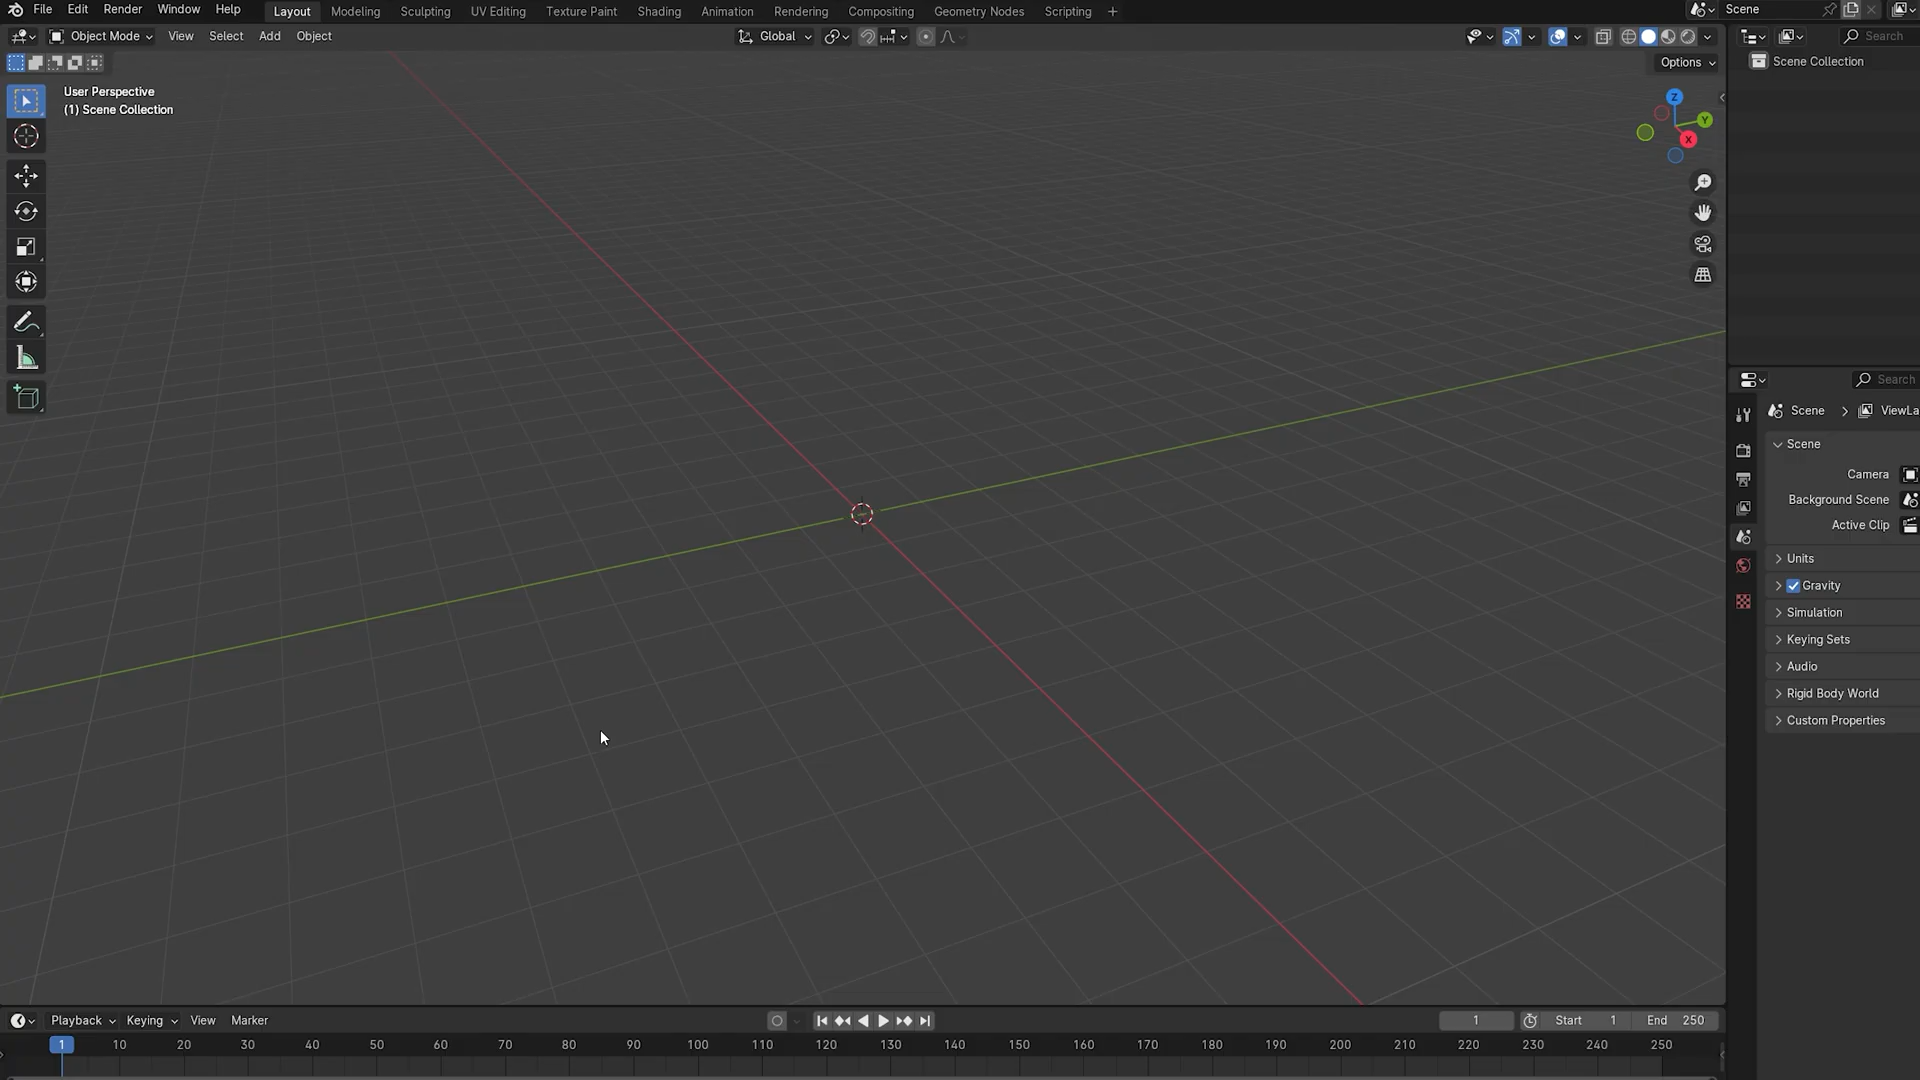 File Edit Render Window Help Layout Modeling Sculpting UV Editing Texture Paint Shading Animation Rendering Compositing Geometry Nodes Scripting + Scene
Object Mode View Select Add Object Global Search
Options
User Perspective
(1) Scene Collection
Z
Y
X
Scene Collection
Search
Scene > ViewLa
Scene
Camera
Background Scene
Active Clip
Units
Gravity
Simulation
Keying Sets
Audio
Rigid Body World
Custom Properties
Playback Keying View Marker 1 Start 1 End 250
1 10 20 30 40 50 60 70 80 90 100 110 120 130 140 150 160 170 180 190 200 210 220 230 240 250